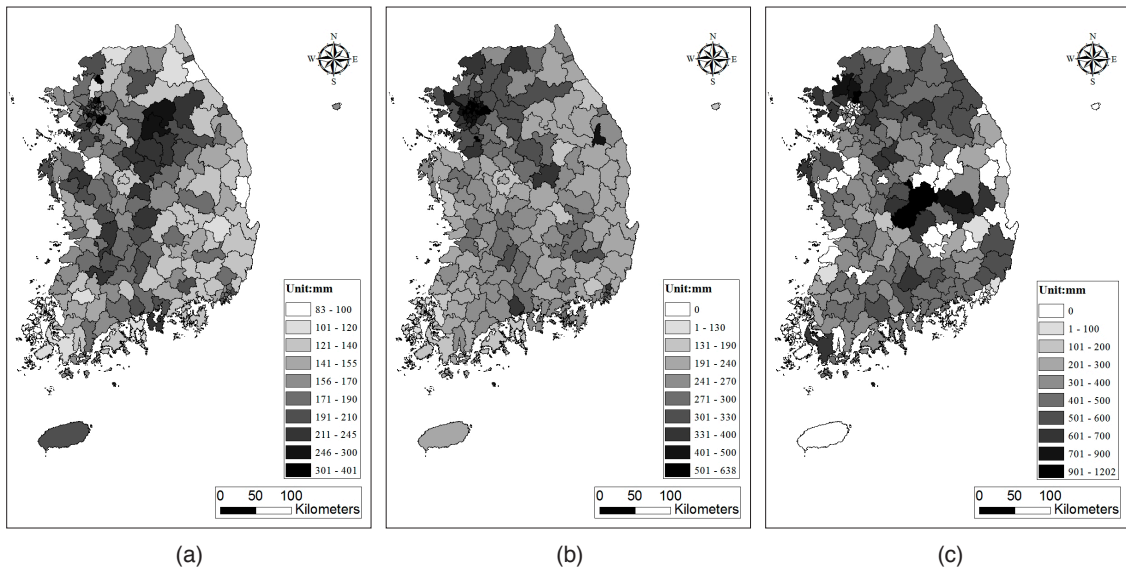 N
W E
S
Unit:mm
83 - 100
101 - 120
121 - 140
141 - 155
156 - 170
171 - 190
191 - 210
211 - 245
246 - 300
301 - 401
0 50 100
Kilometers
(a)
N
W E
S
Unit:mm
0
1 - 130
131 - 190
191 - 240
241 - 270
271 - 300
301 - 330
331 - 400
401 - 500
501 - 638
0 50 100
Kilometers
(b)
N
W E
S
Unit:mm
0
1 - 100
101 - 200
201 - 300
301 - 400
401 - 500
501 - 600
601 - 700
701 - 900
901 - 1202
0 50 100
Kilometers
(c)